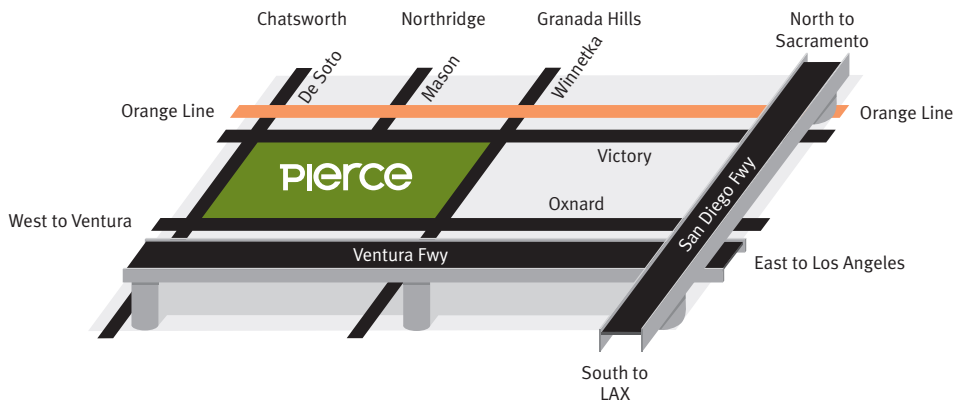 Chatsworth
Northridge
Granada Hills
North to
Sacramento
De Soto
Mason
Winnetka
Orange Line
Orange Line
Victory
PIerce
Oxnard
San Diego Fwy
West to Ventura
Ventura Fwy
East to Los Angeles
South to
LAX